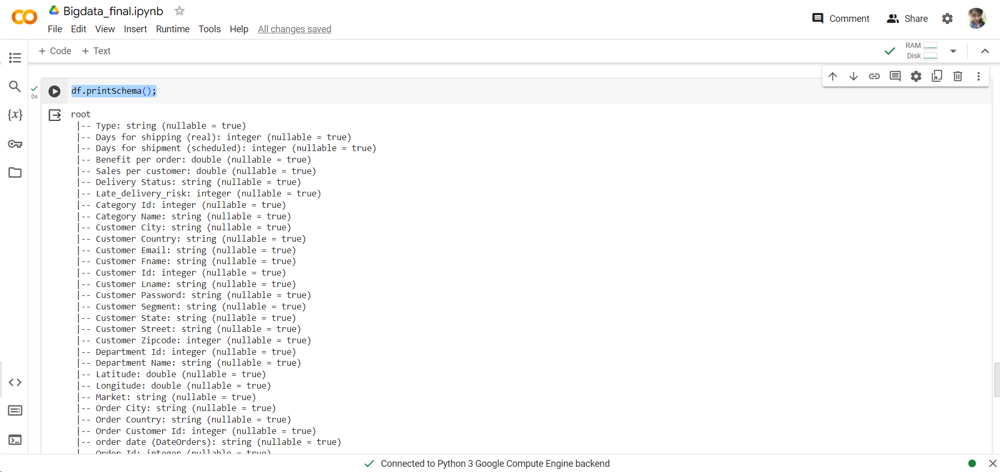 Bigdata_final.ipynb
Comment
Share
File Edit View Insert Runtime Tools Help All changes saved
+ Code + Text
RAM
Disk
{x}
0s
df.printSchema();
root
|-- Type: string (nullable = true)
|-- Days for shipping (real): integer (nullable = true)
|-- Days for shipment (scheduled): integer (nullable = true)
|-- Benefit per order: double (nullable = true)
|-- Sales per customer: double (nullable = true)
|-- Delivery Status: string (nullable = true)
|-- Late_delivery_risk: integer (nullable = true)
|-- Category Id: integer (nullable = true)
|-- Category Name: string (nullable = true)
|-- Customer City: string (nullable = true)
|-- Customer Country: string (nullable = true)
|-- Customer Email: string (nullable = true)
|-- Customer Fname: string (nullable = true)
|-- Customer Id: integer (nullable = true)
|-- Customer Lname: string (nullable = true)
|-- Customer Password: string (nullable = true)
|-- Customer Segment: string (nullable = true)
|-- Customer State: string (nullable = true)
|-- Customer Street: string (nullable = true)
|-- Customer Zipcode: integer (nullable = true)
|-- Department Id: integer (nullable = true)
|-- Department Name: string (nullable = true)
|-- Latitude: double (nullable = true)
|-- Longitude: double (nullable = true)
|-- Market: string (nullable = true)
|-- Order City: string (nullable = true)
|-- Order Country: string (nullable = true)
|-- Order Customer Id: integer (nullable = true)
|-- order date (DateOrders): string (nullable = true)
|-- Order Id: integer (nullable = true)
Connected to Python 3 Google Compute Engine backend